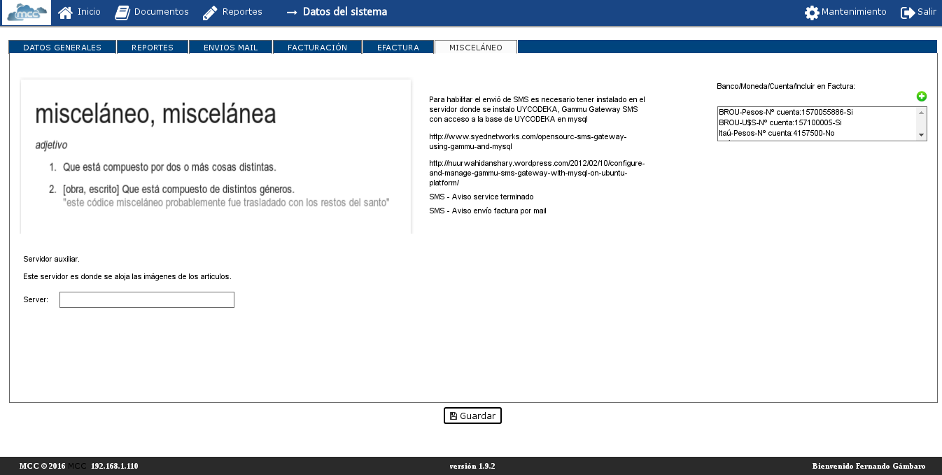 MCC
Inicio
Documentos
Reportes
→ Datos del sistema
Mantenimiento
Salir
DATOS GENERALES
REPORTES
ENVIOS MAIL
FACTURACIÓN
EFACTURA
MISCELÁNEO
misceláneo, miscelánea
adjetivo
1. Que está compuesto por dos o más cosas distintas.
2. [obra, escrito] Que está compuesto de distintos géneros.
"este códice misceláneo probablemente fue trasladado con los restos del santo"
Para habilitar el envió de SMS es necesario tener instalado en el
servidor donde se instalo UYCODEKA, Gammu Gateway SMS
con acceso a la base de UYCODEKA en mysql
http://www.syednetworks.com/opensourc-sms-gateway-
using-gammu-and-mysql
http://huurwahidanshary.wordpress.com/2012/02/10/configure-
and-manage-gammu-sms-gateway-with-mysql-on-ubuntu-
platform/
SMS - Aviso service terminado
SMS - Aviso envío factura por mail
Banco/Moneda/Cuenta/Incluir en Factura:
BROU-Pesos-Nº cuenta:1570055886-Si
BROU-U$S-Nº cuenta:157100005-Si
Itaú-Pesos-Nº cuenta:4157500-No
Servidor auxiliar.
Este servidor es donde se aloja las imágenes de los articulos.
Server:
Guardar
MCC © 2016 MCC 192.168.1.110
versión 1.9.2
Bienvenido Fernando Gámbaro